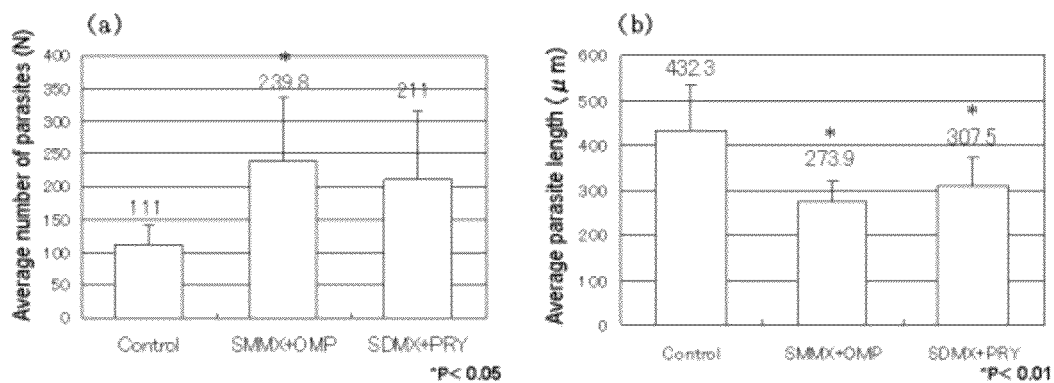 (a)
Average number of parasites (N)
400
350
300
250
200
150
100
50
0
111
*
239.8
211
Control
SMMX+OMP
SDMX+PRY
*P< 0.05
(b)
Average parasite length ( μ m)
600
500
400
300
200
100
0
432.3
*
273.9
*
307.5
Control
SMMX+OMP
SDMX+PRY
*P< 0.01